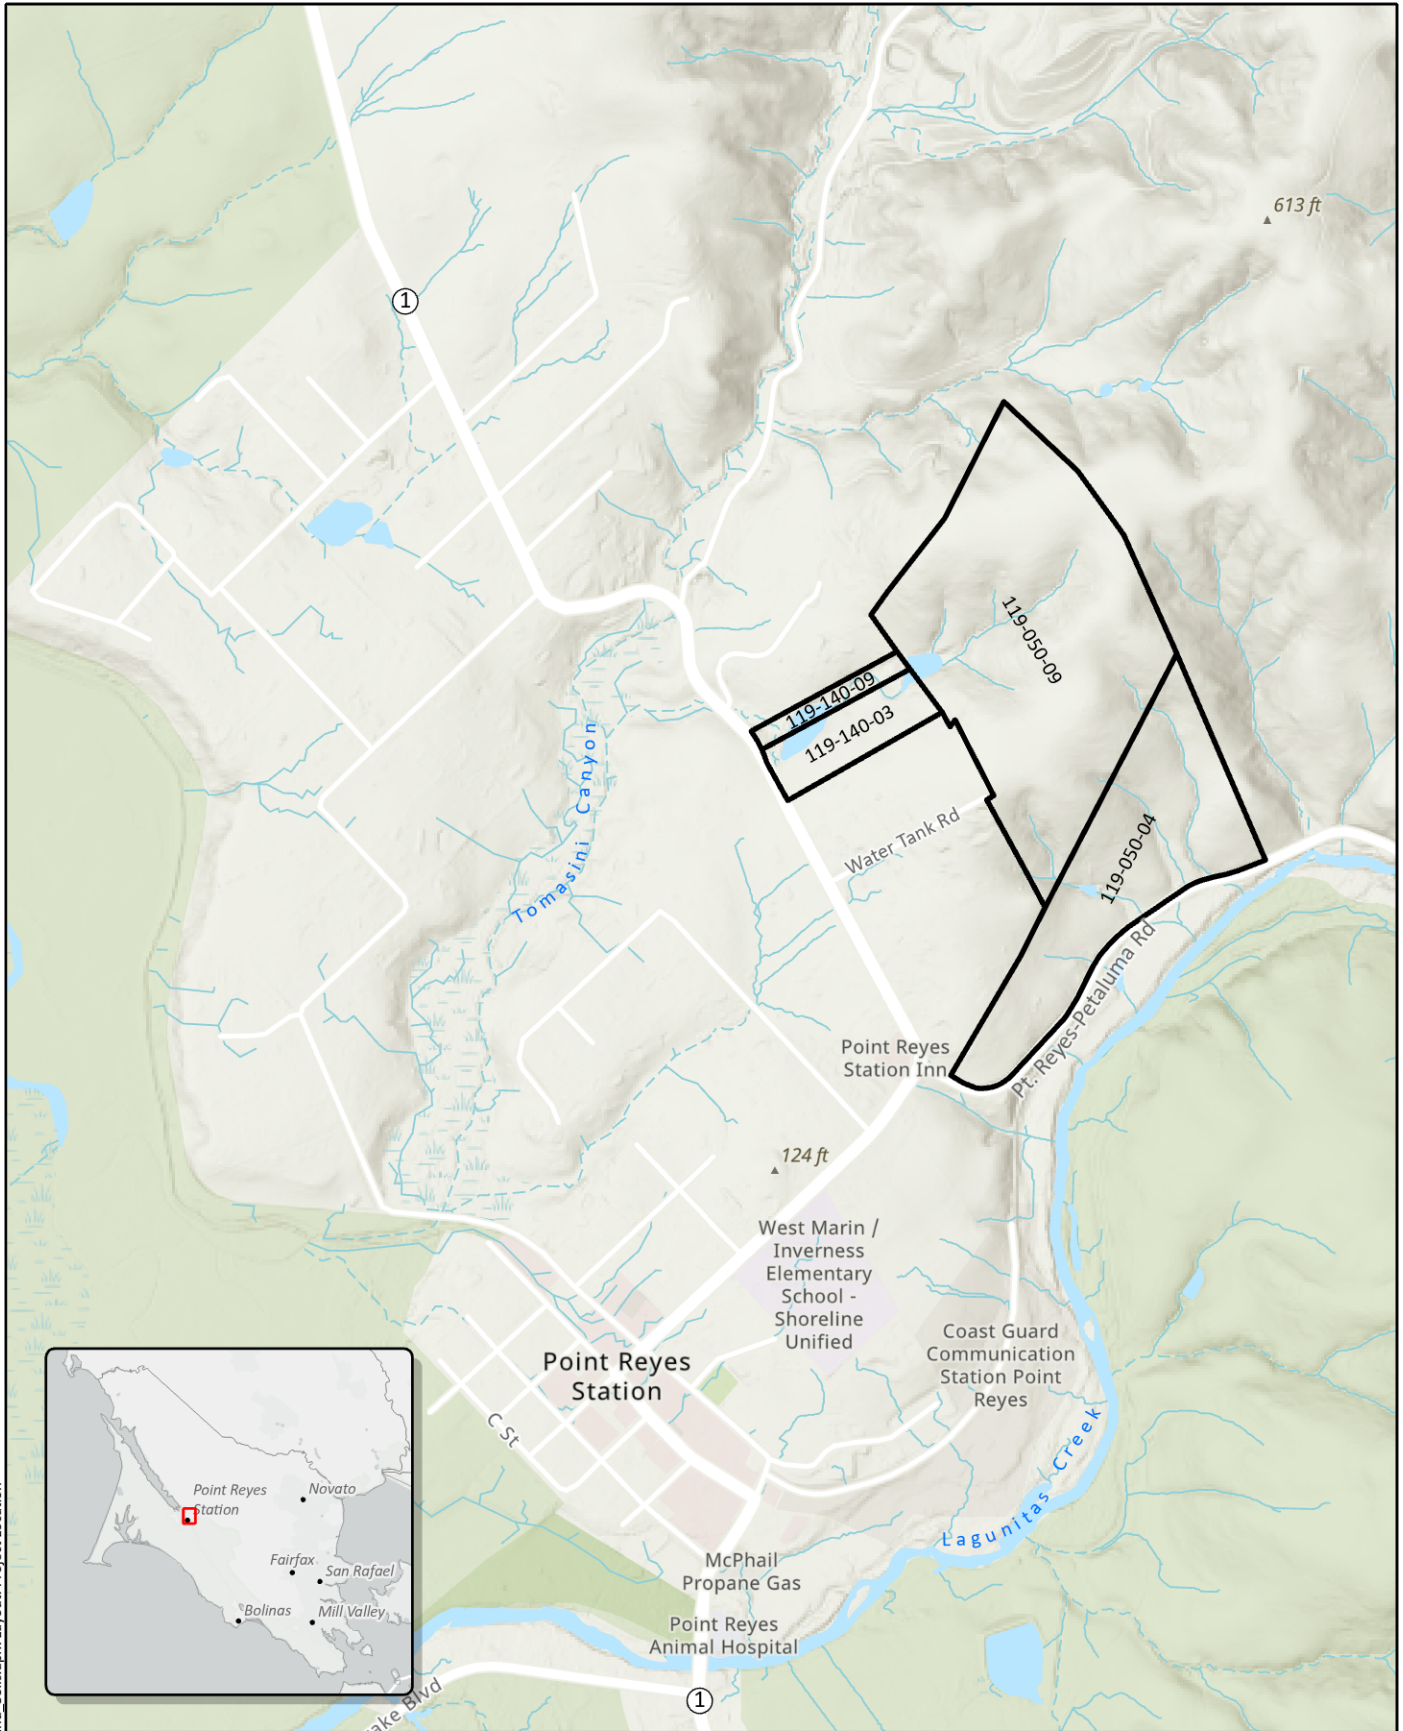 613 ft
1
119-050-09
119-140-09
119-140-03
Tomasini Canyon
Water Tank Rd
119-050-04
Pt. Reyes-Petaluma Rd
Point Reyes
Station Inn
124 ft
West Marin /
Inverness
Elementary
School -
Shoreline
Unified
Coast Guard
Communication
Station Point
Reyes
Point Reyes
Station
C St
Lagunitas Creek
McPhail
Propane Gas
Point Reyes
Animal Hospital
1
Point Reyes
Station
Novato
Fairfax
San Rafael
Bolinas
Mill Valley
Blvd